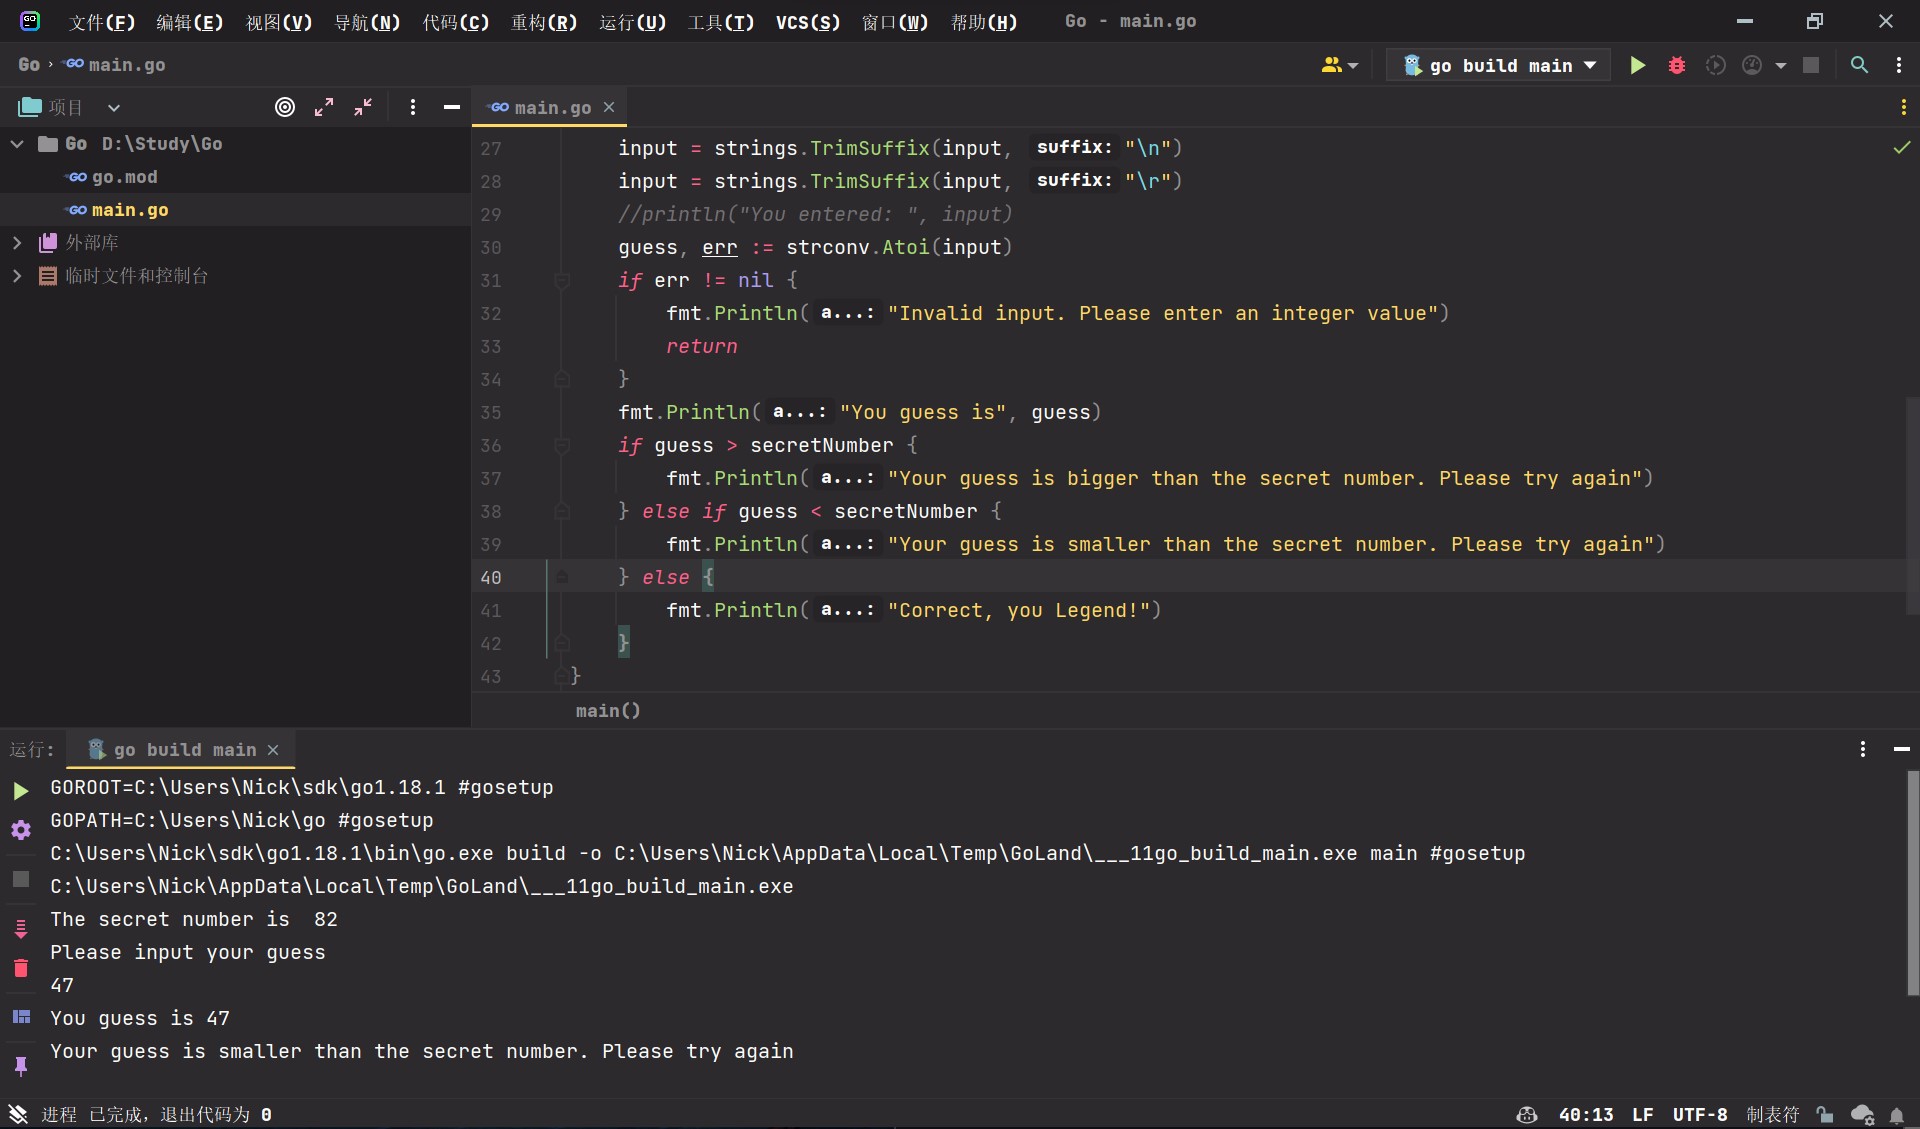 文件(F) 编辑(E) 视图(V) 导航(N) 代码(C) 重构(R) 运行(U) 工具(T) VCS(S) 窗口(W) 帮助(H) Go - main.go
Go › main.go
go build main
项目
main.go
Go D:\Study\Go
go.mod
main.go
外部库
临时文件和控制台
27 input = strings.TrimSuffix(input, suffix: "\n")
28 input = strings.TrimSuffix(input, suffix: "\r")
29 //println("You entered: ", input)
30 guess, err := strconv.Atoi(input)
31 if err != nil {
32 fmt.Println( a...: "Invalid input. Please enter an integer value")
33 return
34 }
35 fmt.Println( a...: "You guess is", guess)
36 if guess > secretNumber {
37 fmt.Println( a...: "Your guess is bigger than the secret number. Please try again")
38 } else if guess < secretNumber {
39 fmt.Println( a...: "Your guess is smaller than the secret number. Please try again")
40 } else {
41 fmt.Println( a...: "Correct, you Legend!")
42 }
43 }
main()
运行: go build main
GOROOT=C:\Users\Nick\sdk\go1.18.1 #gosetup
GOPATH=C:\Users\Nick\go #gosetup
C:\Users\Nick\sdk\go1.18.1\bin\go.exe build -o C:\Users\Nick\AppData\Local\Temp\GoLand\___11go_build_main.exe main #gosetup
C:\Users\Nick\AppData\Local\Temp\GoLand\___11go_build_main.exe
The secret number is  82
Please input your guess
47
You guess is 47
Your guess is smaller than the secret number. Please try again
进程 已完成，退出代码为 0
40:13 LF UTF-8 制表符